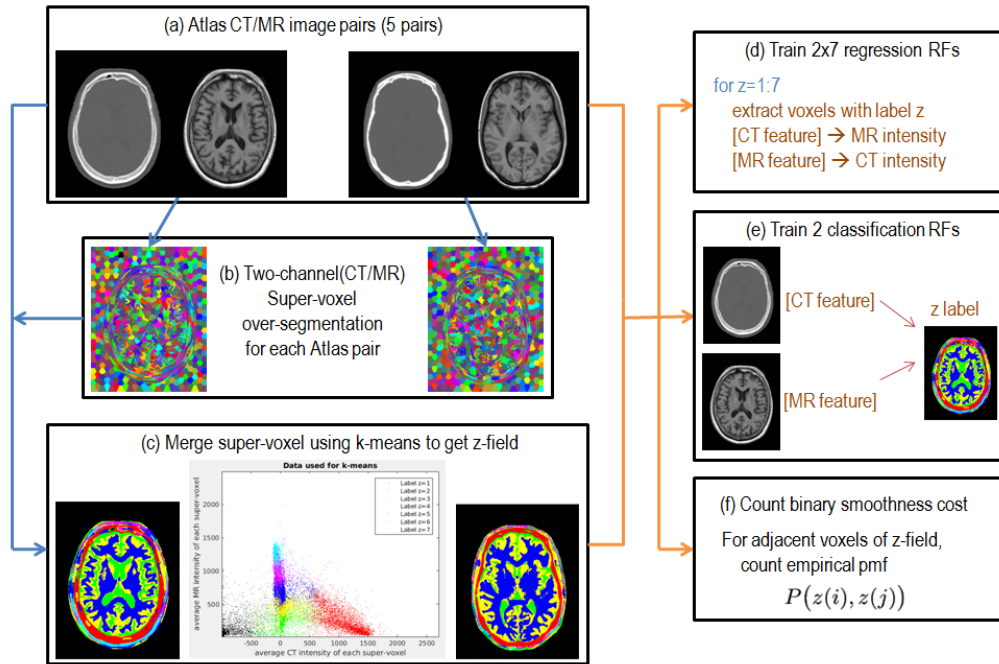 (a) Atlas CT/MR image pairs (5 pairs)
(b) Two-channel(CT/MR)
Super-voxel
over-segmentation
for each Atlas pair
(c) Merge super-voxel using k-means to get z-field
Data used for k-means
average MR intensity of each super-voxel
2000
1500
1000
500
Label z=1
Label z=2
Label z=3
Label z=4
Label z=5
Label z=6
Label z=7
-1000 -500 0 500 1000 1500 2000 2500
average CT intensity of each super-voxel
(d) Train 2x7 regression RFs
for z=1:7
extract voxels with label z
[CT feature] → MR intensity
[MR feature] → CT intensity
(e) Train 2 classification RFs
[CT feature]
z label
[MR feature]
(f) Count binary smoothness cost
For adjacent voxels of z-field,
count empirical pmf
P(z(i), z(j))